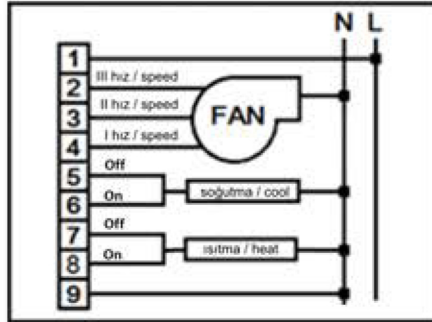 N L
1
2 III hız / speed
3 II hız / speed
FAN
4 I hız / speed
5 Off
6 On soğutma / cool
7 Off
8 On ısıtma / heat
9